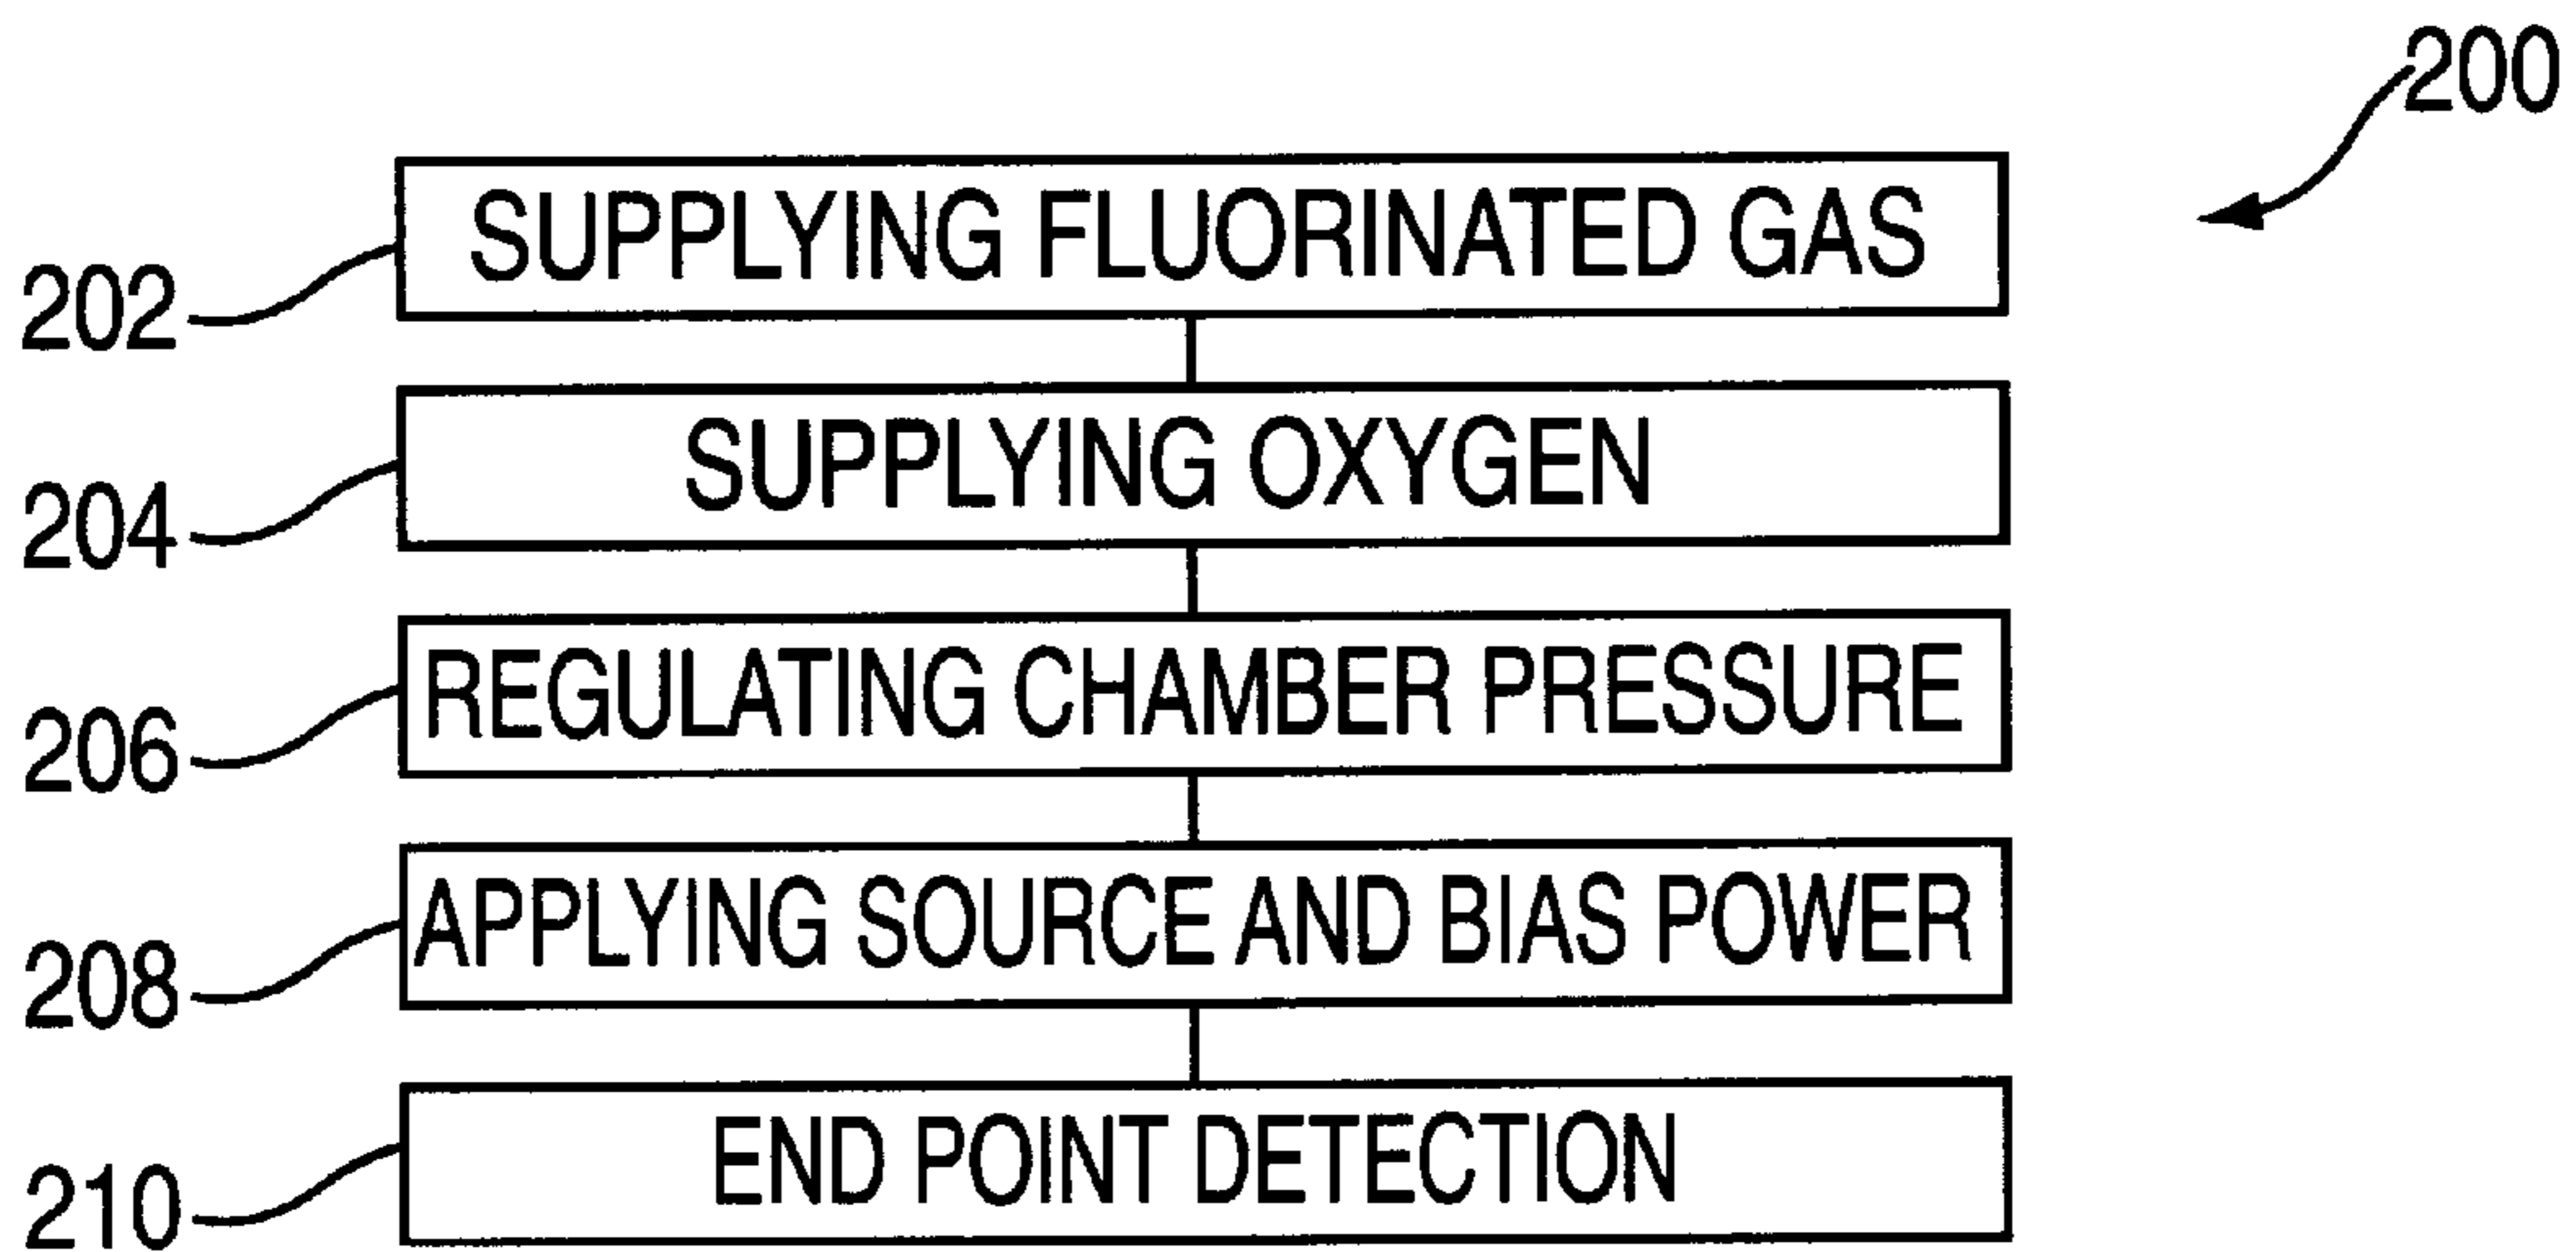 200
SUPPLYING FLUORINATED GAS
202
SUPPLYING OXYGEN
204
REGULATING CHAMBER PRESSURE
206
APPLYING SOURCE AND BIAS POWER
208
END POINT DETECTION
210